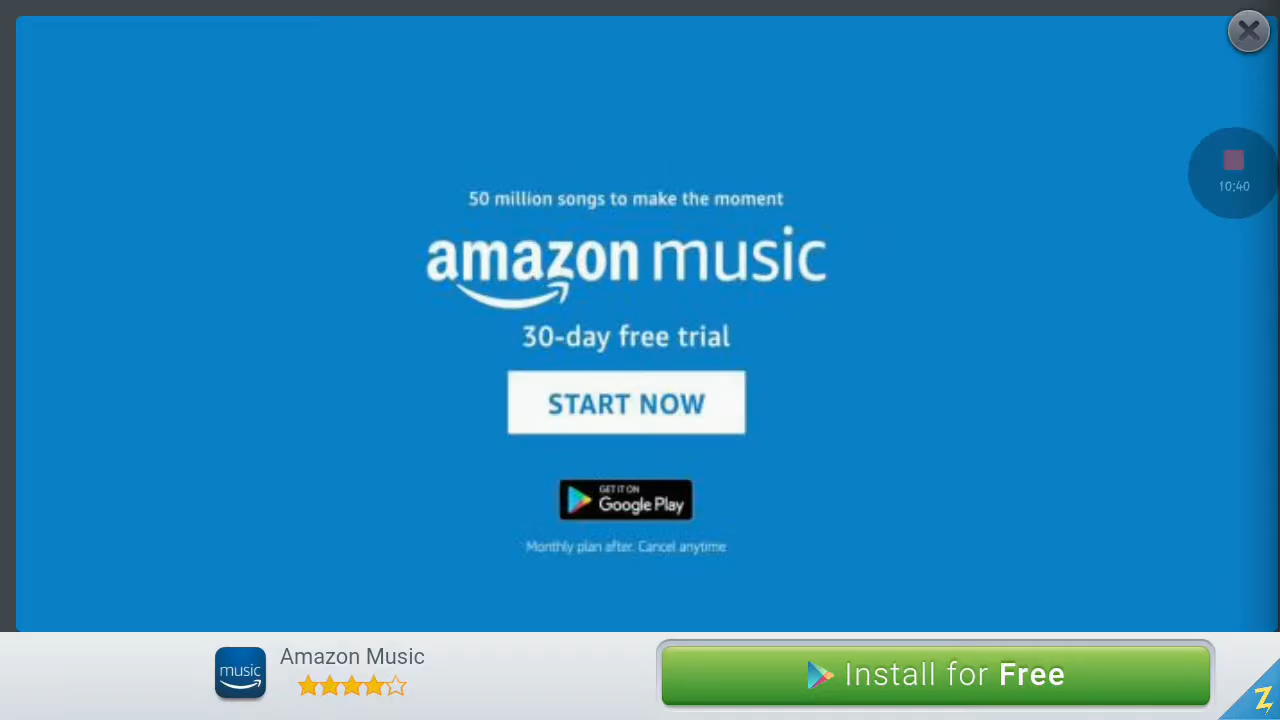 50 million songs to make the moment
amazon music
30-day free trial
START NOW
GET IT ON
Google Play
Monthly plan after. Cancel anytime
10:40
music
Amazon Music
Install for Free